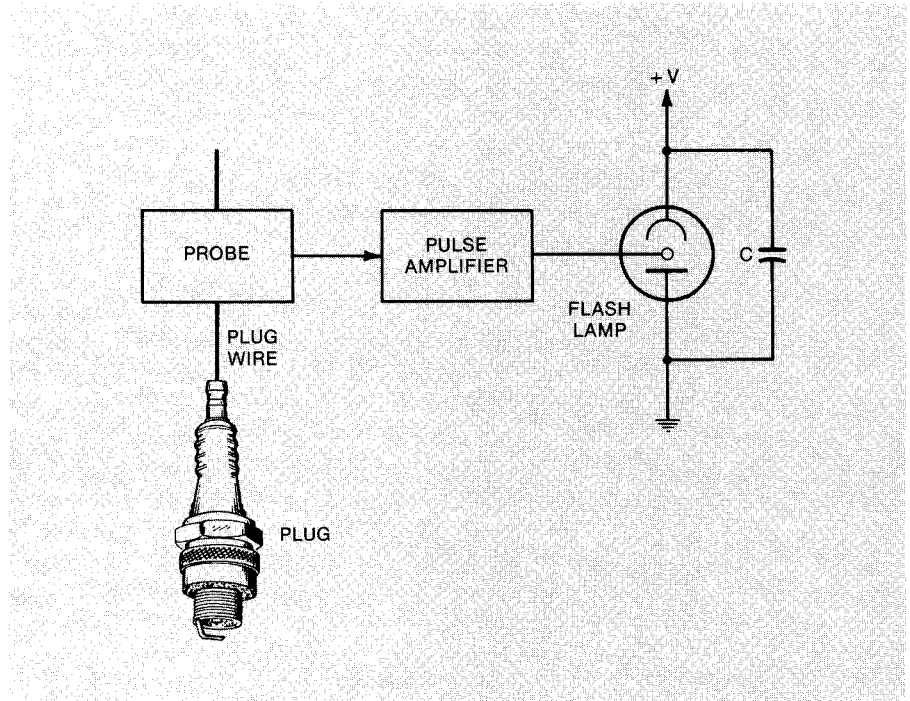 +V
PROBE
PULSE
AMPLIFIER
C
FLASH
LAMP
PLUG
WIRE
PLUG